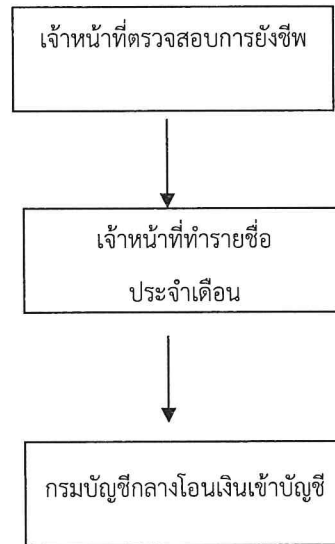 เจ้าหน้าที่ตรวจสอบการยังชีพ
เจ้าหน้าที่ทำรายชื่อ
ประจำเดือน
กรมบัญชีกลางโอนเงินเข้าบัญชี